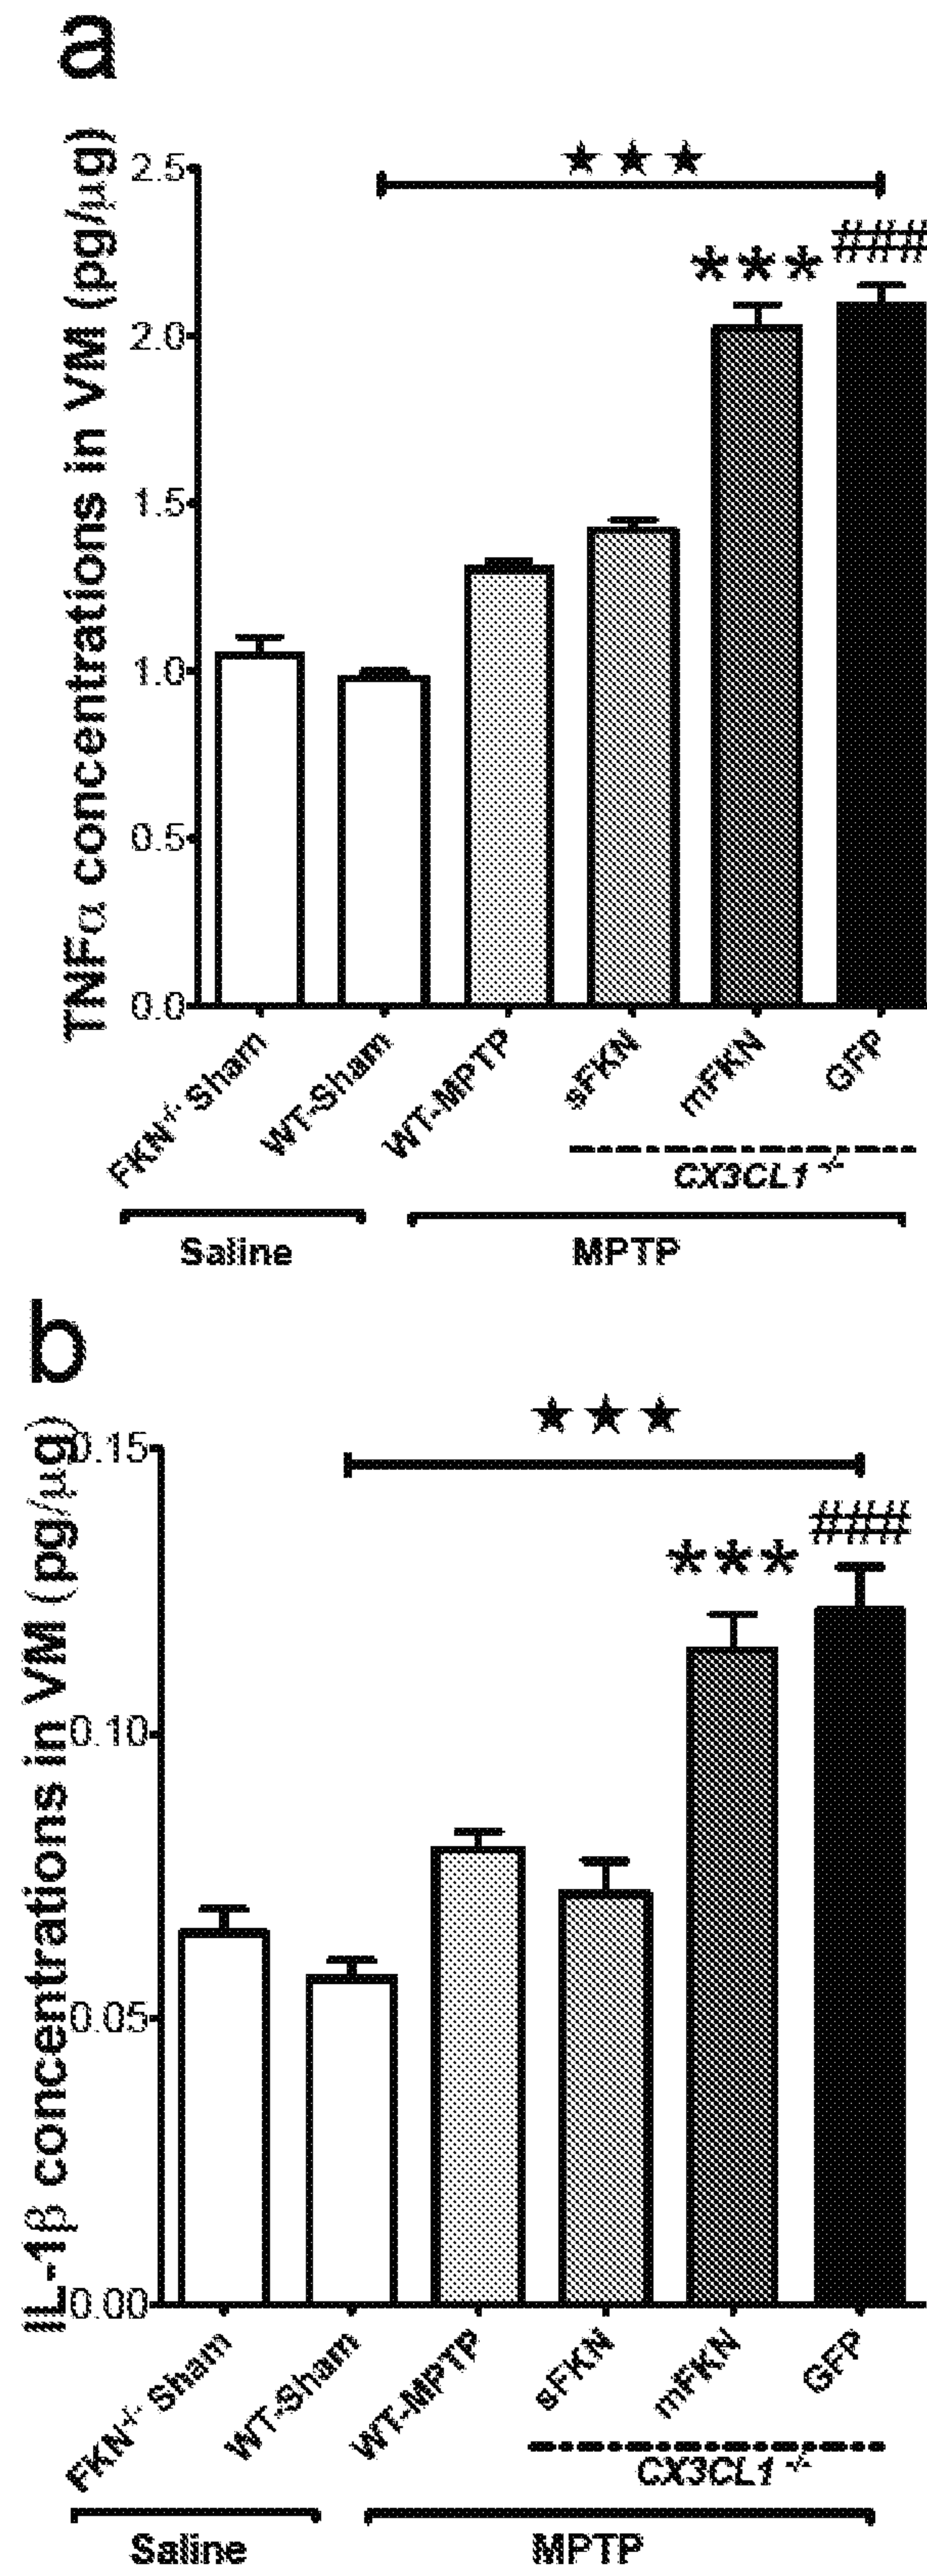 a
TNFα concentrations in VM (pg/μg)
★★★
2.5
***
###
2.0
1.5
1.0
0.5
0.0
FKN-/- Sham
WT-Sham
WT-MPTP
sFKN
mFKN
GFP
CX3CL1 -/-
Saline
MPTP
b
IL-1β concentrations in VM (pg/μg)
★★★
0.15
***
###
0.10
0.05
0.00
FKN-/- Sham
WT-Sham
WT-MPTP
sFKN
mFKN
GFP
CX3CL1 -/-
Saline
MPTP